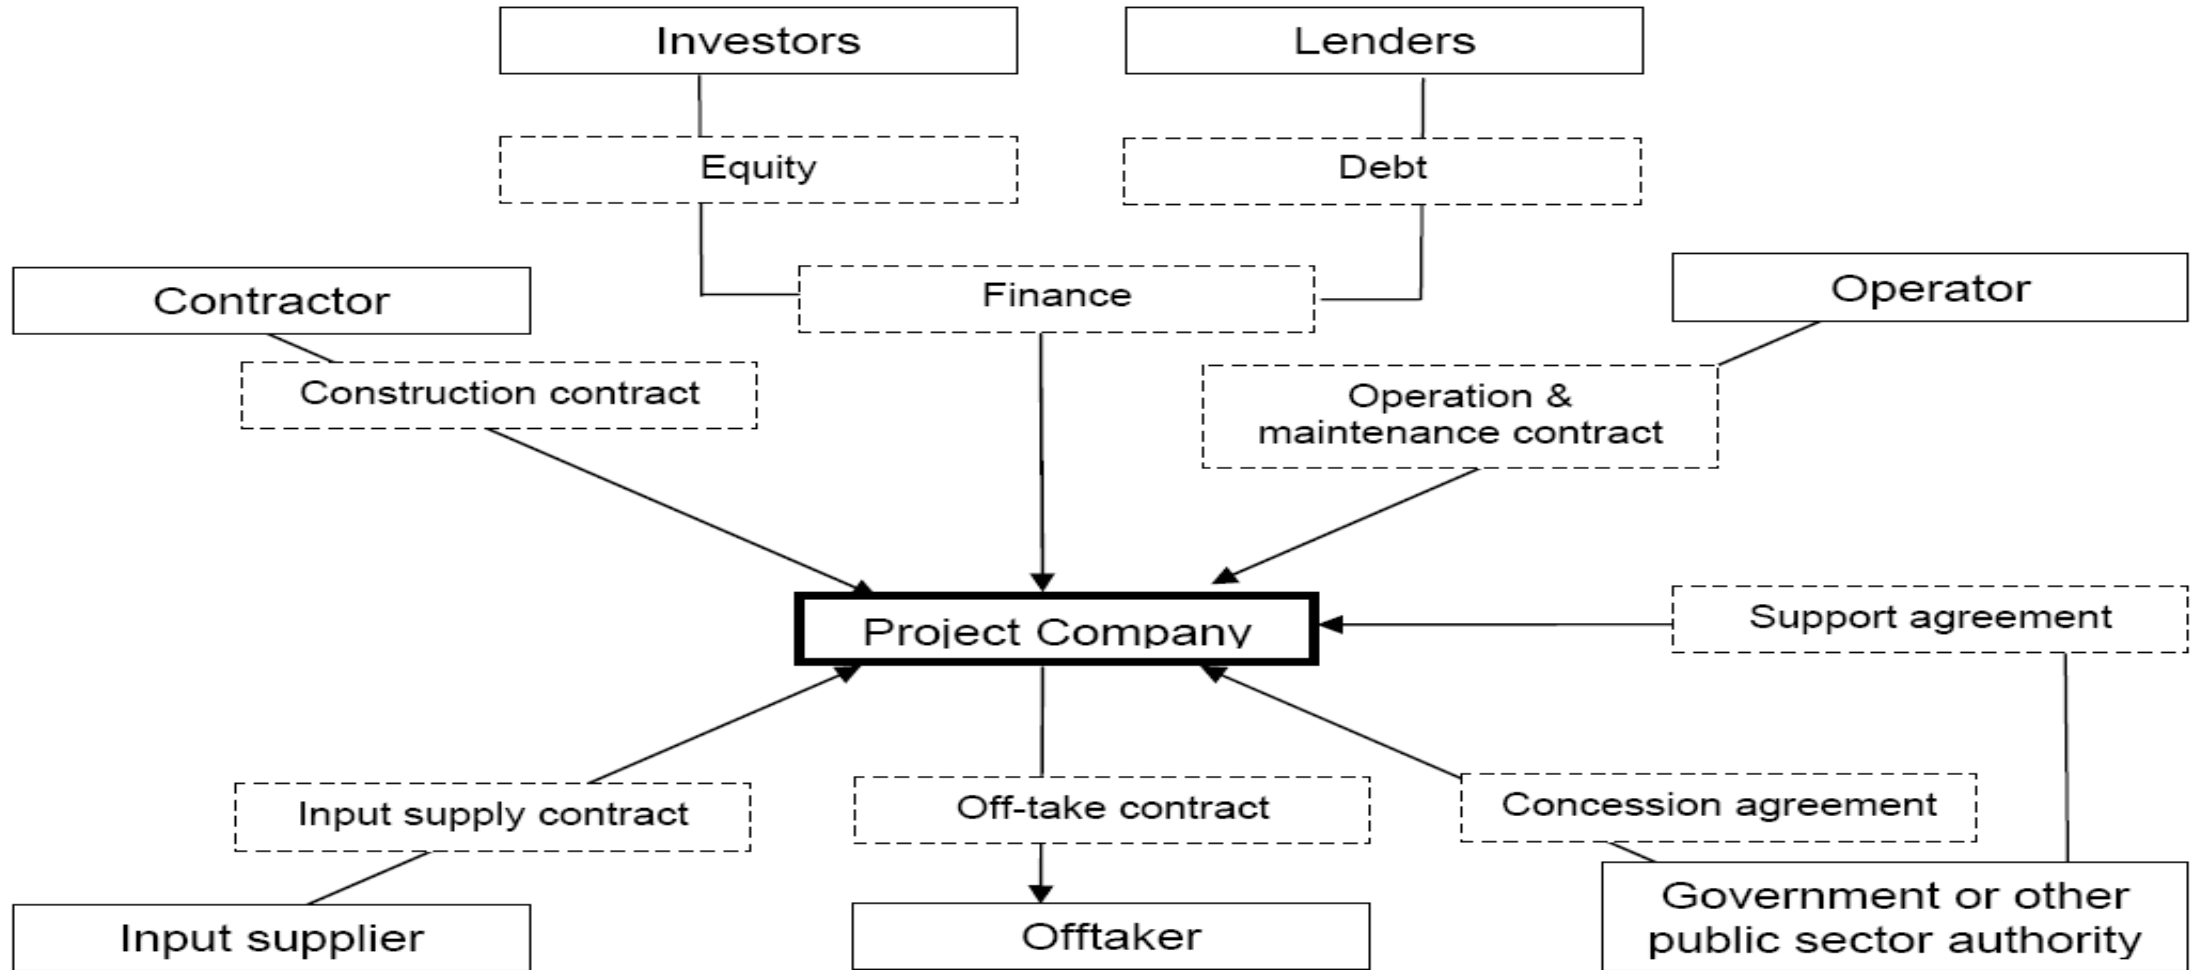 Investors
Lenders
Equity
Debt
Contractor
Finance
Operator
Construction contract
Operation &
maintenance contract
Project Company
Support agreement
Input supply contract
Off-take contract
Concession agreement
Input supplier
Offtaker
Government or other
public sector authority